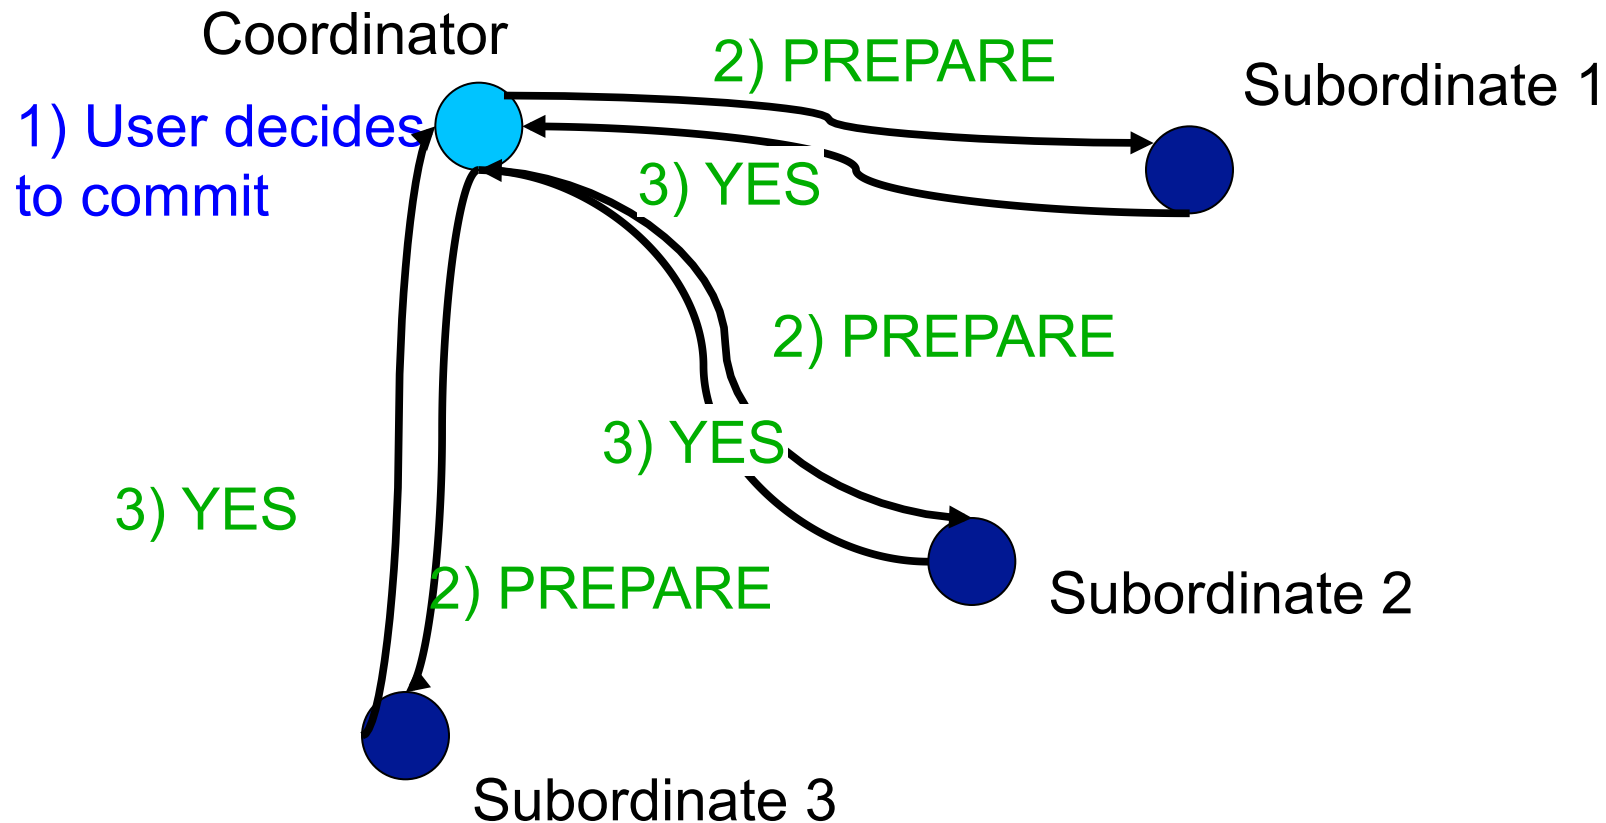 Coordinator
2) PREPARE
Subordinate 1
1) User decides
to commit
3) YES
2) PREPARE
3) YES
3) YES
2) PREPARE
Subordinate 2
Subordinate 3